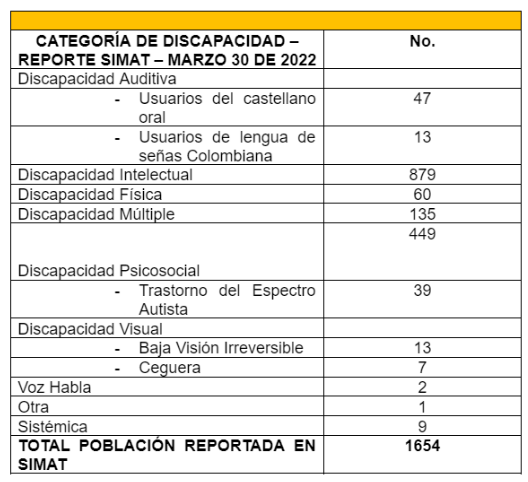 CATEGORÍA DE DISCAPACIDAD – No.
REPORTE SIMAT – MARZO 30 DE 2022
Discapacidad Auditiva
- Usuarios del castellano 47
oral
- Usuarios de lengua de 13
señas Colombiana
Discapacidad Intelectual 879
Discapacidad Física 60
Discapacidad Múltiple 135
449
Discapacidad Psicosocial
- Trastorno del Espectro 39
Autista
Discapacidad Visual
- Baja Visión Irreversible 13
- Ceguera 7
Voz Habla 2
Otra 1
Sistémica 9
TOTAL POBLACIÓN REPORTADA EN 1654
SIMAT